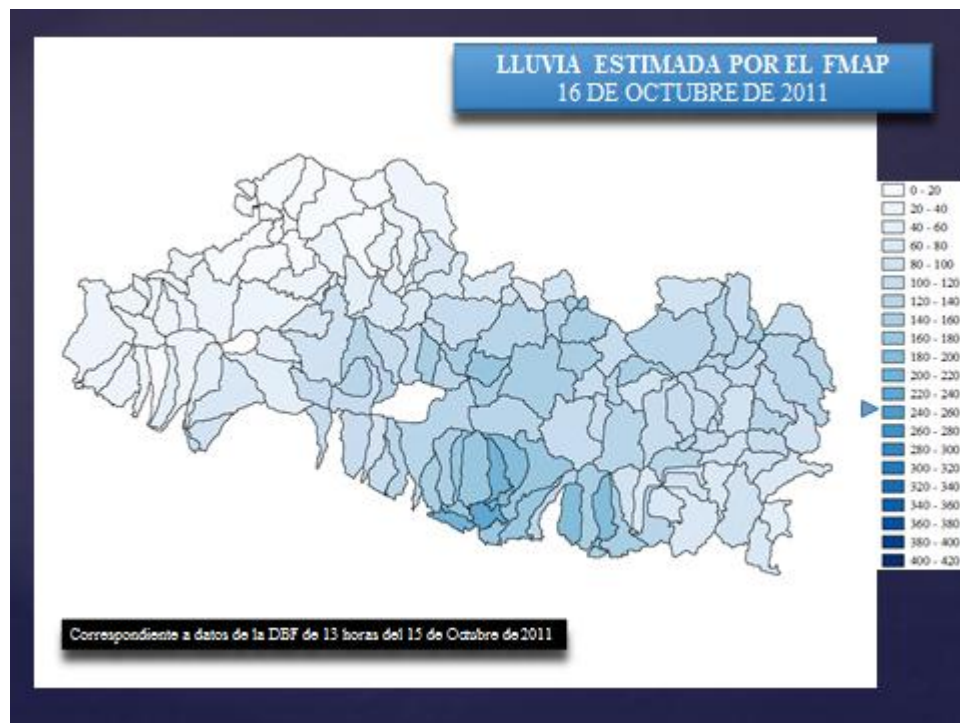 LLUVIA ESTIMADA POR EL FMAP
16 DE OCTUBRE DE 2011
0 - 20
20 - 40
40 - 60
60 - 80
80 - 100
100 - 120
120 - 140
140 - 160
160 - 180
180 - 200
200 - 220
220 - 240
240 - 260
260 - 280
280 - 300
300 - 320
320 - 340
340 - 360
360 - 380
380 - 400
400 - 420
Correspondiente a datos de la DBF de 13 horas del 15 de Octubre de 2011